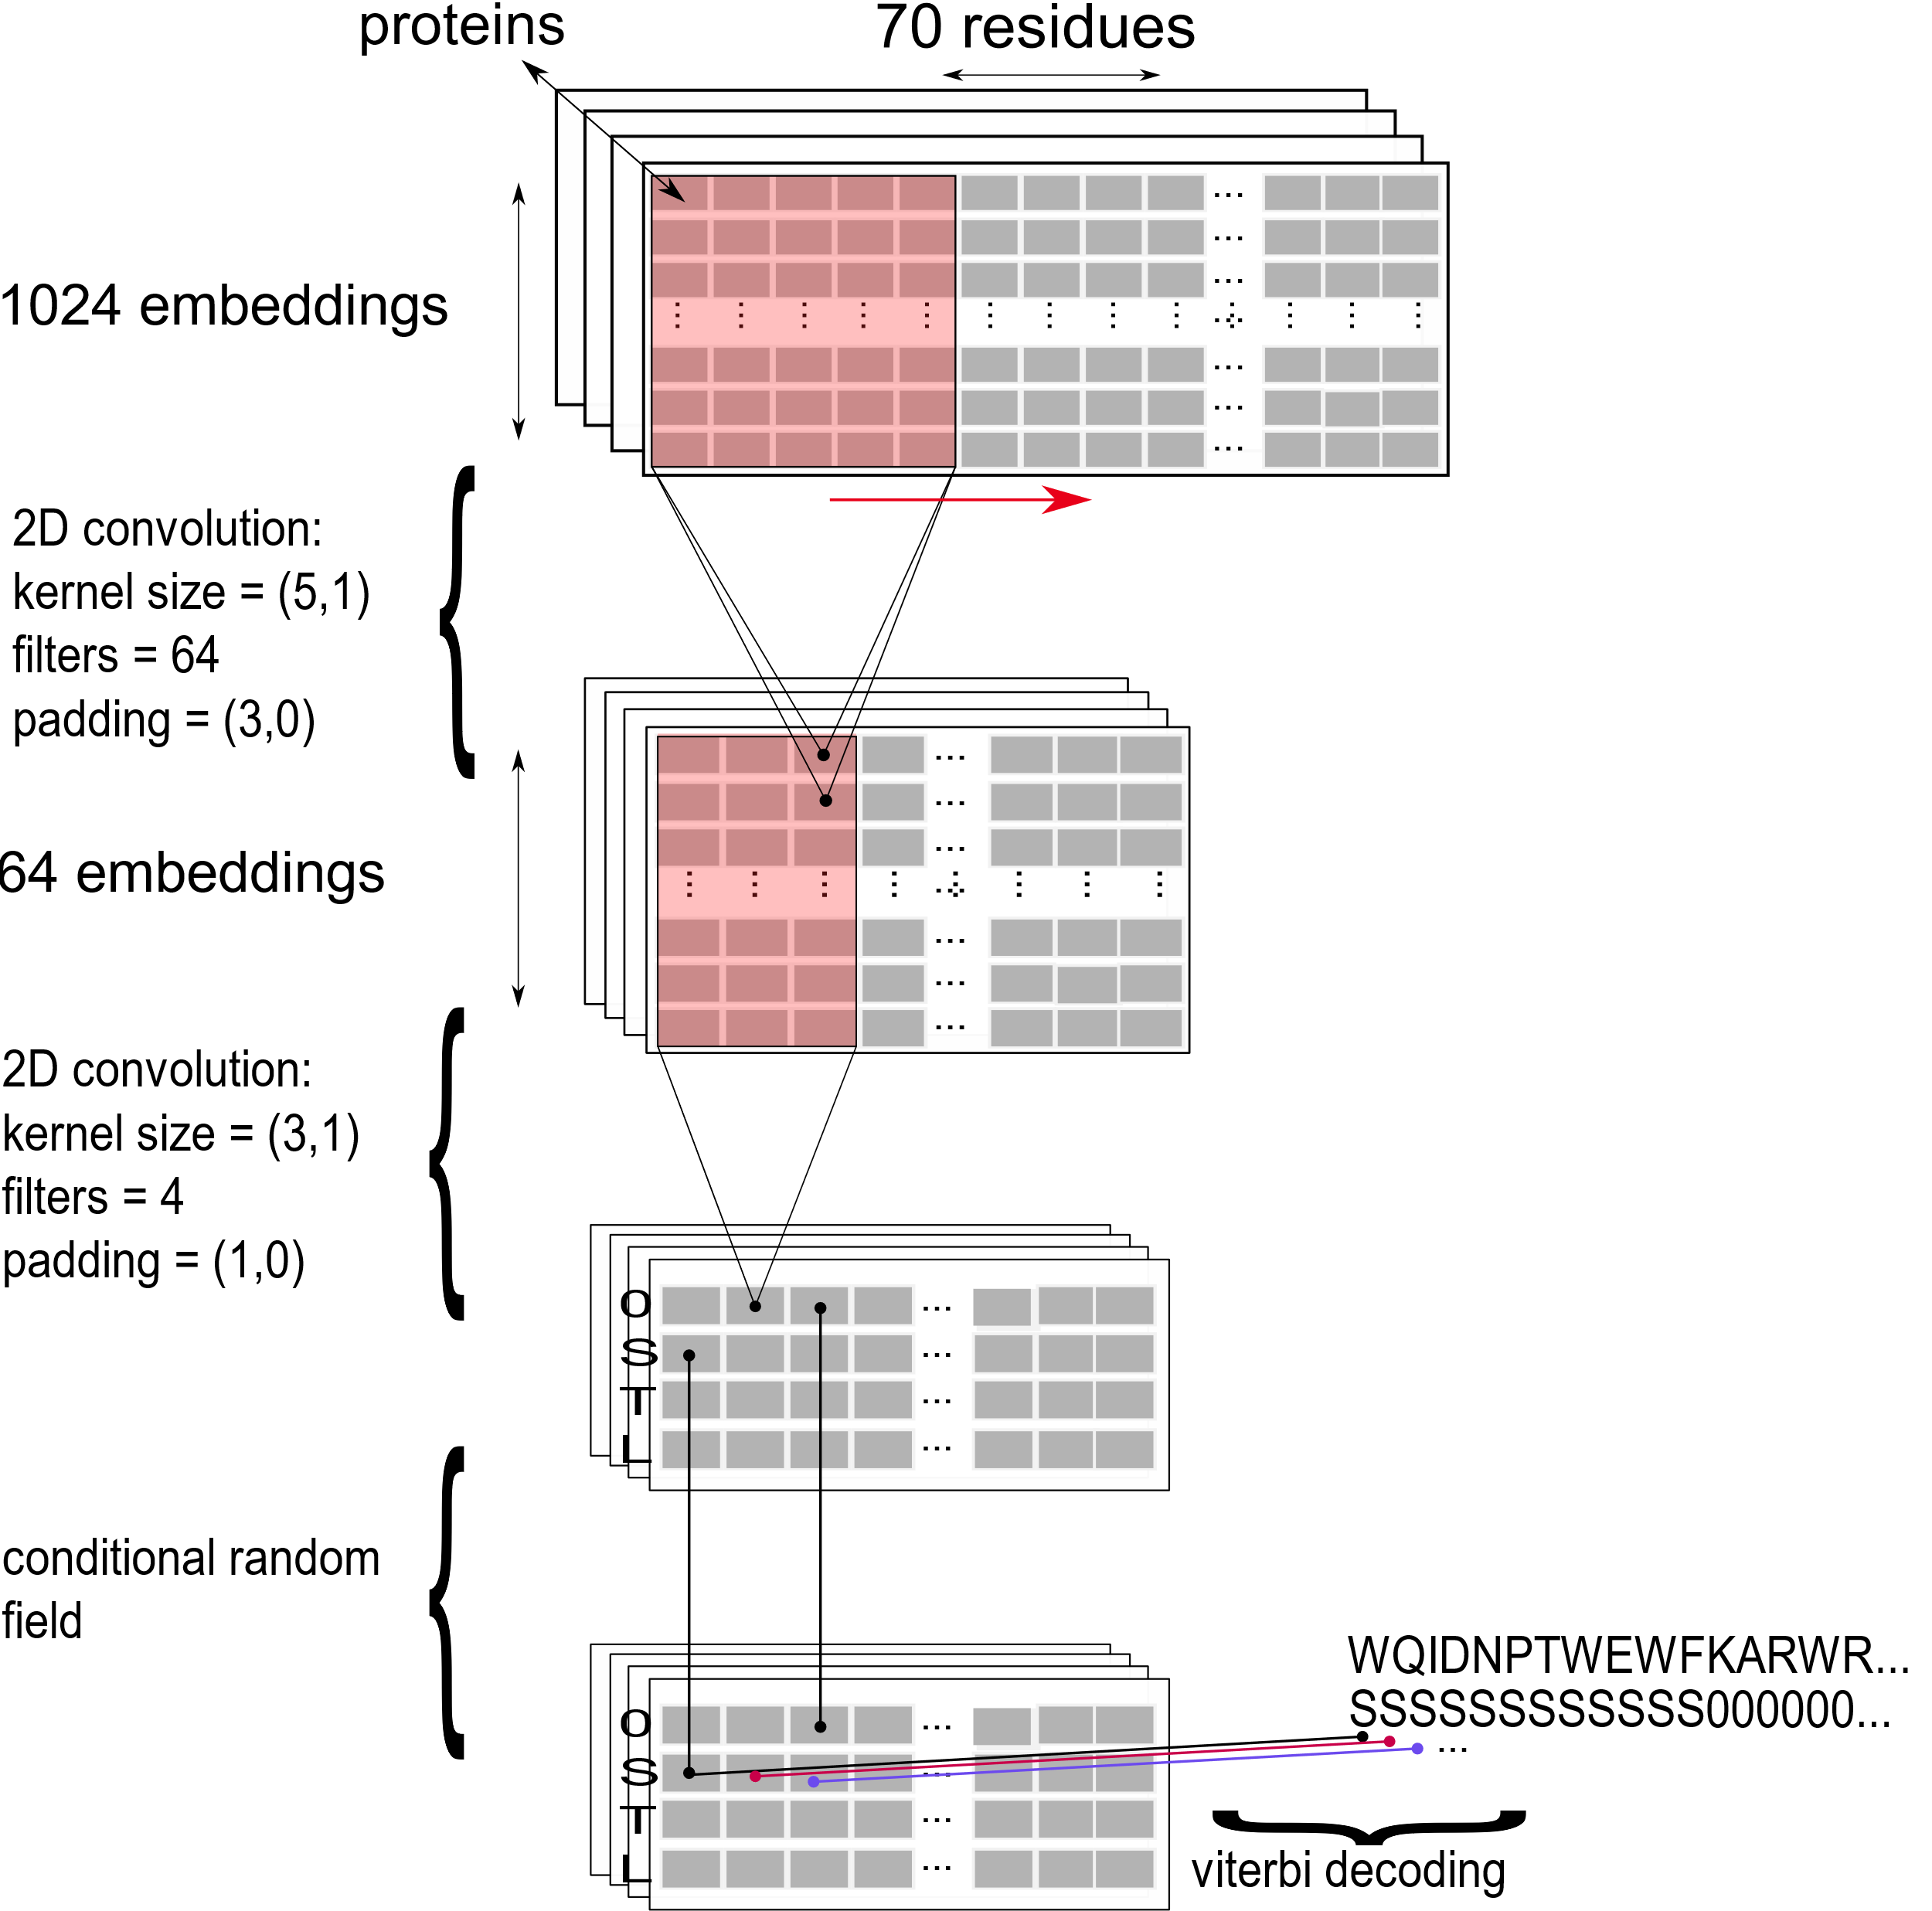 proteins
70 residues
1024 embeddings
2D convolution:
kernel size = (5,1)
filters = 64
padding = (3,0)
64 embeddings
2D convolution:
kernel size = (3,1)
filters = 4
padding = (1,0)
O
S
T
L
conditional random
field
O
S
T
L
WQIDNPTWEWFKARWR...
SSSSSSSSSSSS000000...
...
viterbi decoding